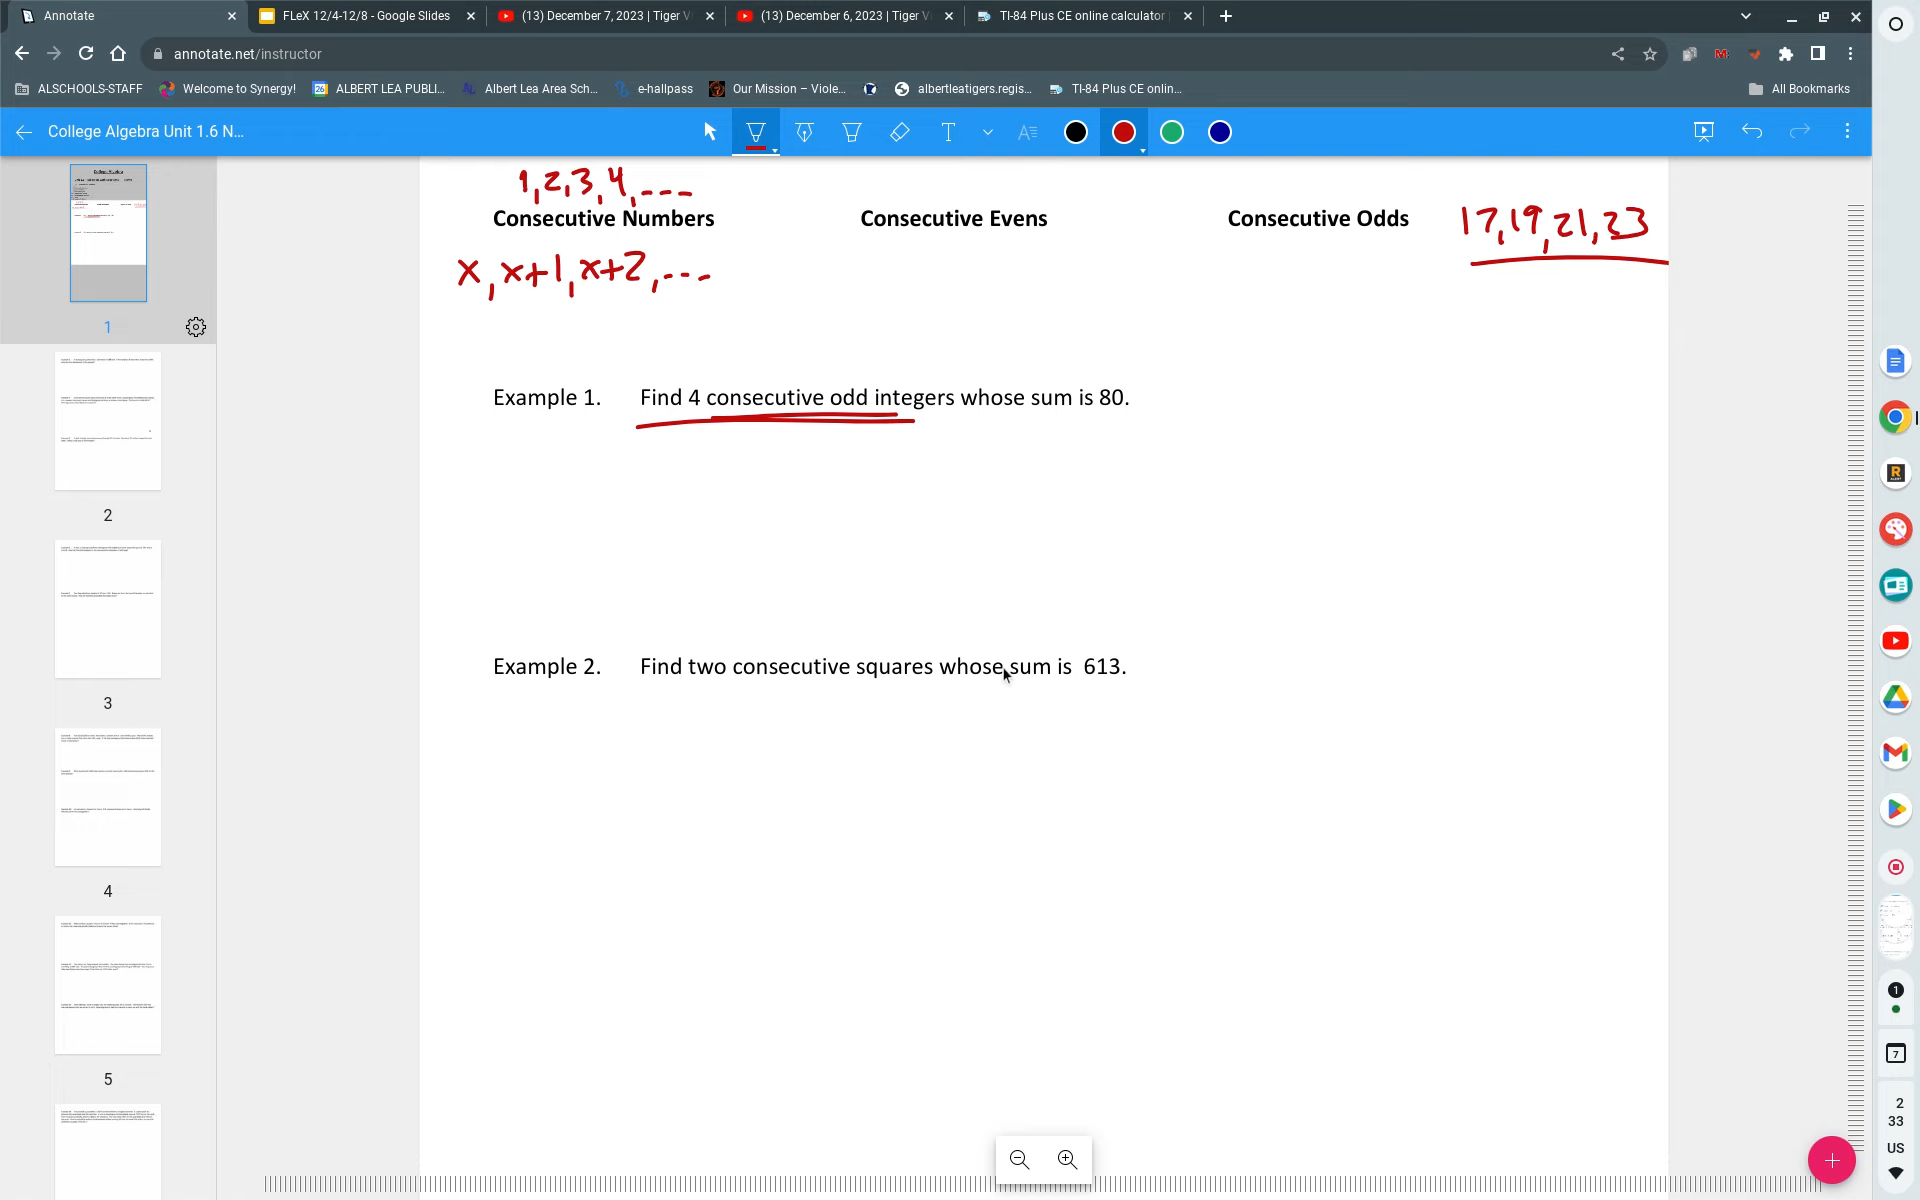 Annotate
FLeX 12/4-12/8 - Google Slides
(13) December 7, 2023 | Tiger V
(13) December 6, 2023 | Tiger V
TI-84 Plus CE online calculator
annotate.net/instructor
ALSCHOOLS-STAFF
Welcome to Synergy!
26
ALBERT LEA PUBLI...
Albert Lea Area Sch...
e-hallpass
Our Mission – Viole...
albertleatigers.regis...
TI-84 Plus CE onlin...
All Bookmarks
College Algebra Unit 1.6 N...
1,2,3,4,...
Consecutive Numbers
Consecutive Evens
Consecutive Odds
17,19,21,23
x,x+1,x+2,...
Example 1. Find 4 consecutive odd integers whose sum is 80.
Example 2. Find two consecutive squares whose sum is 613.
College Algebra
1
2
3
4
5
1
7
2
33
US